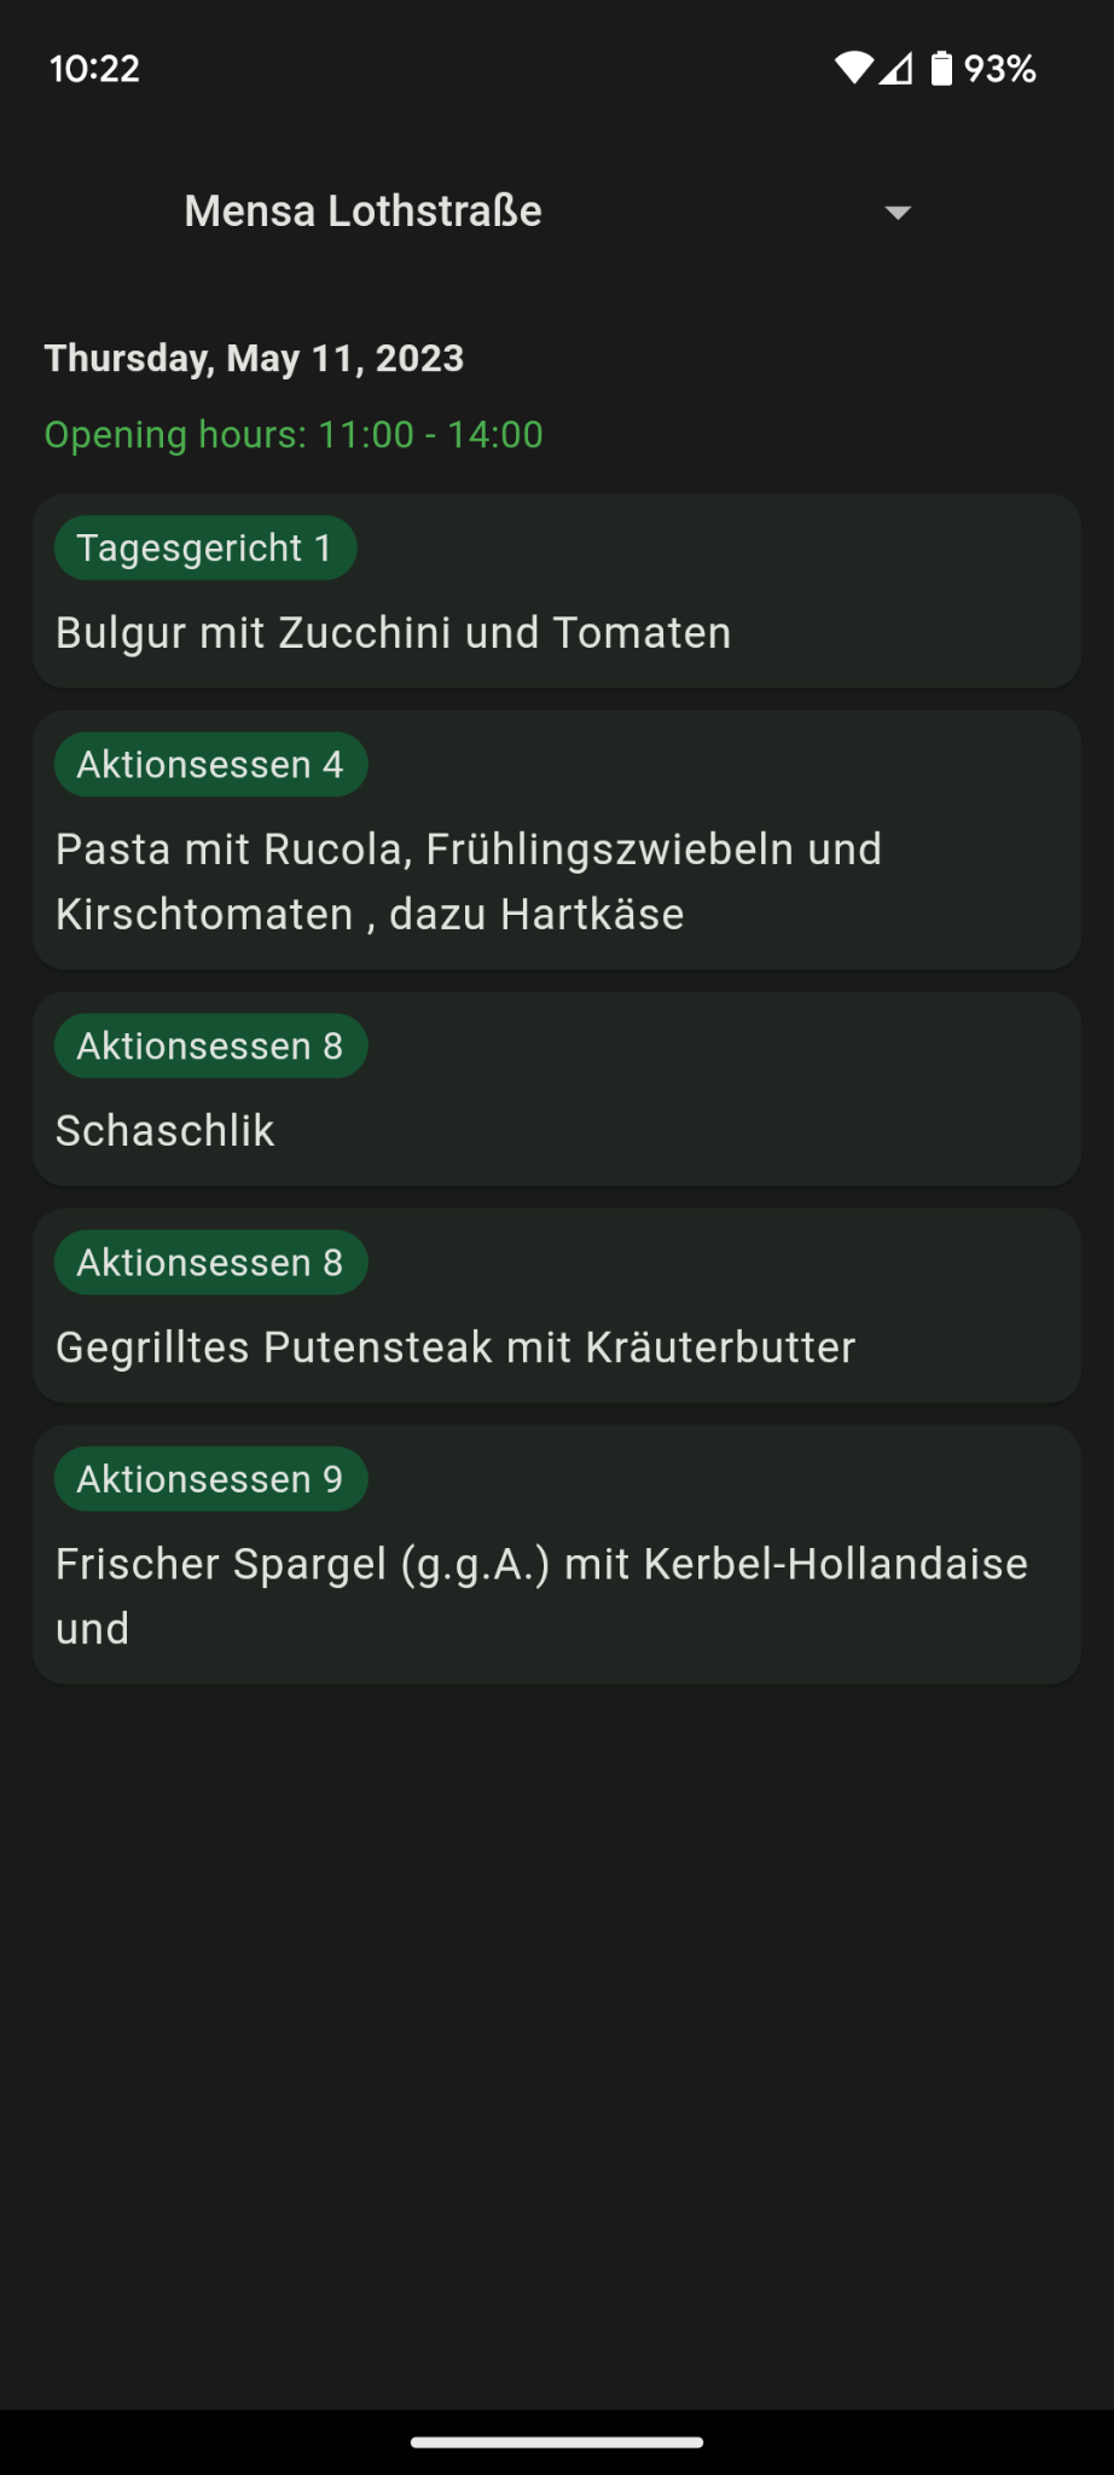 10:22
93%
Mensa Lothstraße
Thursday, May 11, 2023
Opening hours: 11:00 - 14:00
Tagesgericht 1
Bulgur mit Zucchini und Tomaten
Aktionsessen 4
Pasta mit Rucola, Frühlingszwiebeln und
Kirschtomaten , dazu Hartkäse
Aktionsessen 8
Schaschlik
Aktionsessen 8
Gegrilltes Putensteak mit Kräuterbutter
Aktionsessen 9
Frischer Spargel (g.g.A.) mit Kerbel-Hollandaise
und